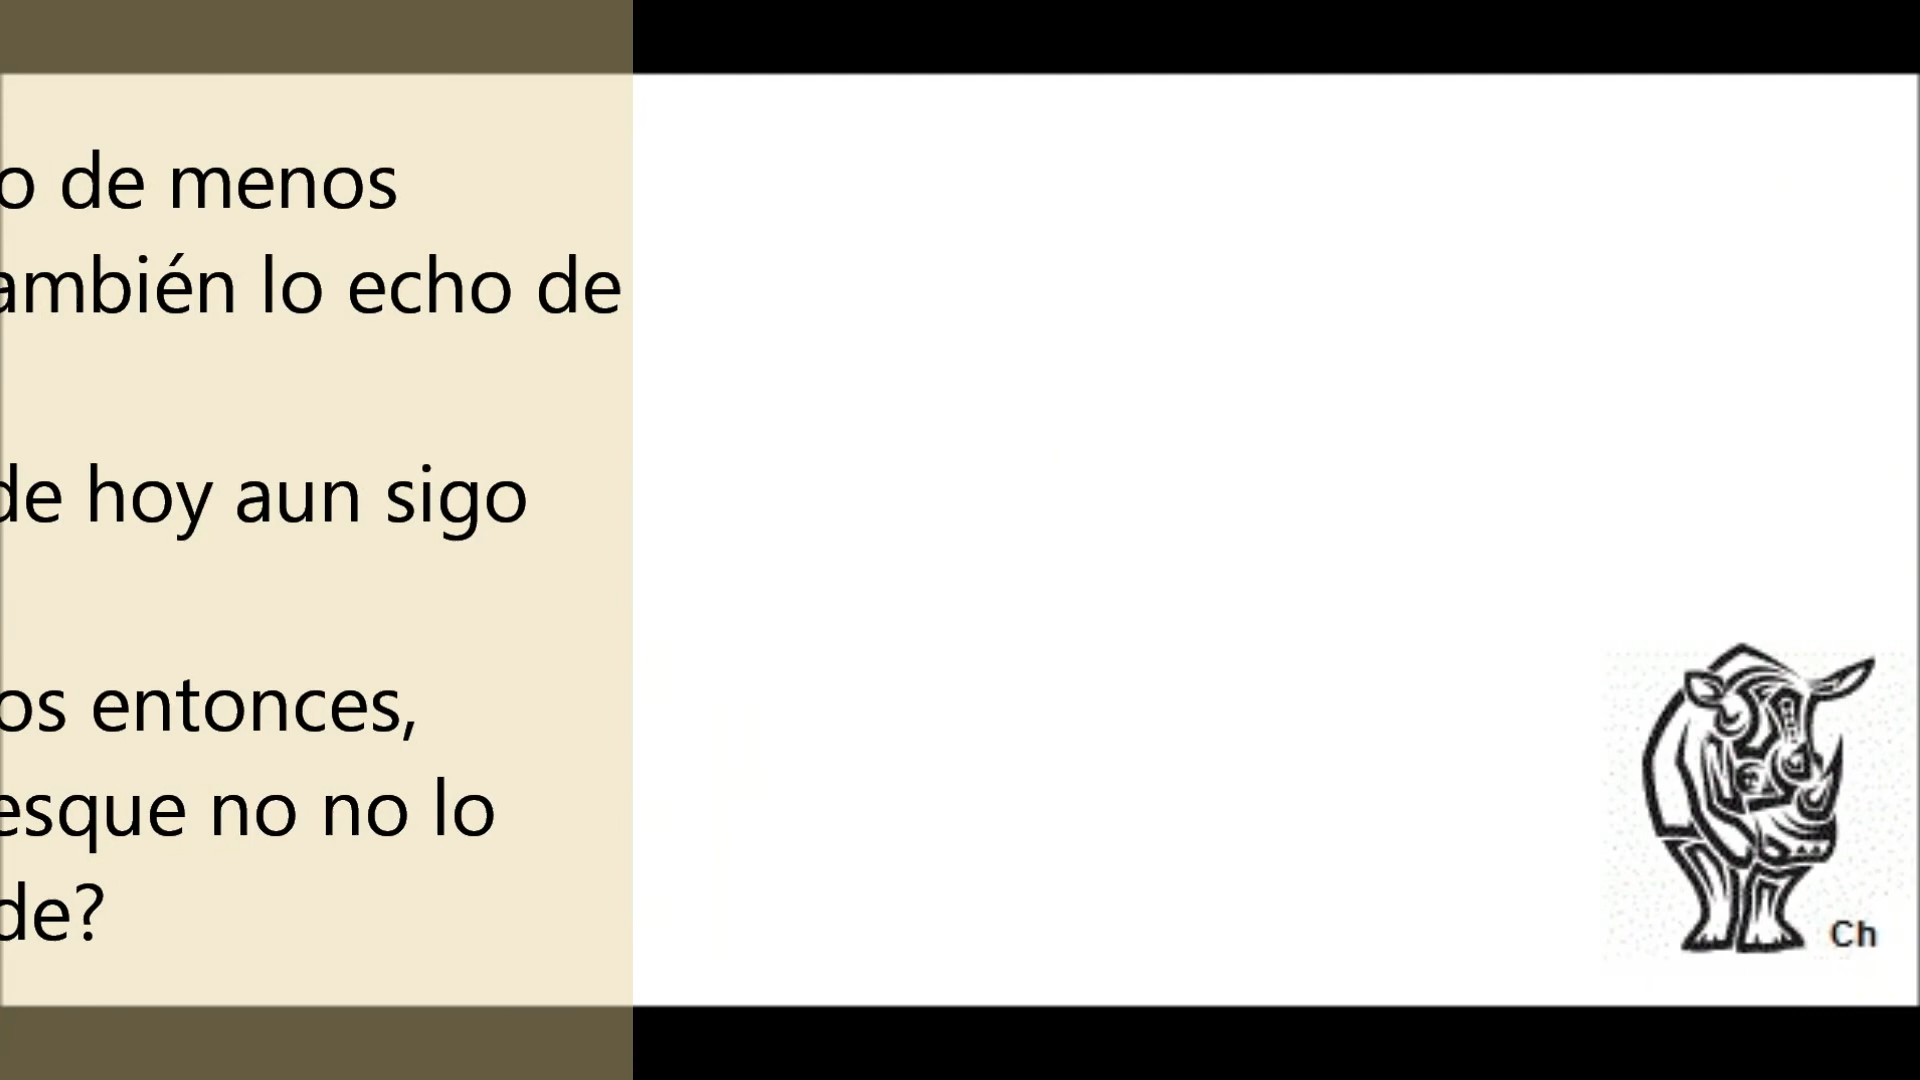 o de menos
ambién lo echo de
de hoy aun sigo
os entonces,
esque no no lo
de?
Ch